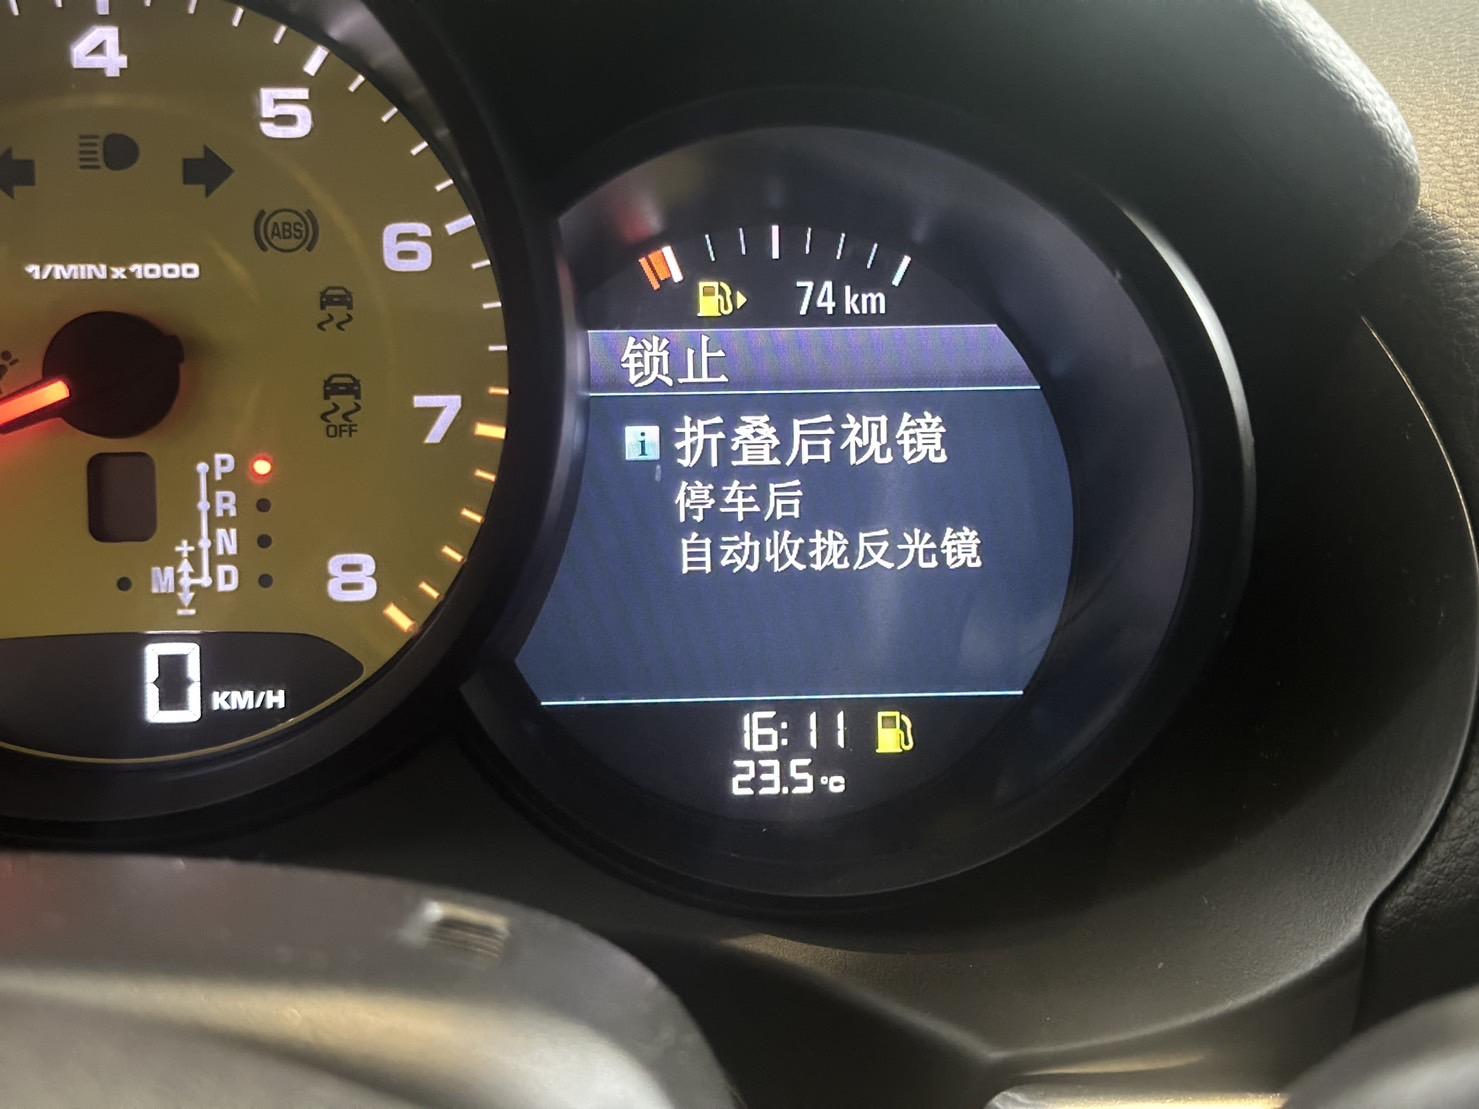 4
5
6
7
8
ABS
1/MIN x 1000
OFF
P
R
N
M D
+
−
0 KM/H
74 km
锁止
i 折叠后视镜
停车后
自动收拢反光镜
16:11
23.5 °C